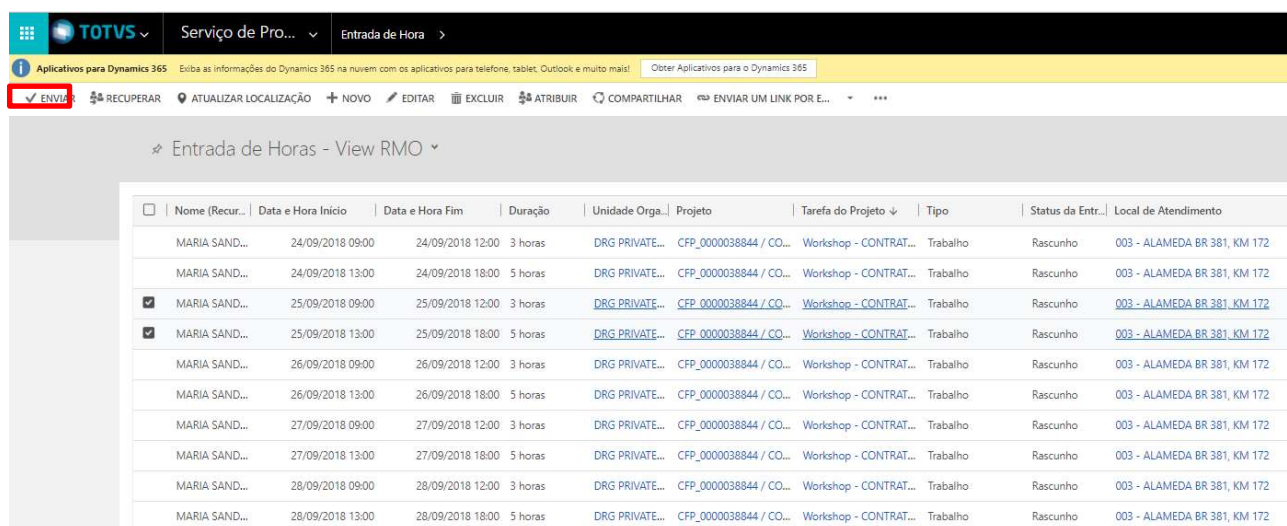 TOTVS Serviço de Pro... Entrada de Hora >
Aplicativos para Dynamics 365 Exiba as informações do Dynamics 365 na nuvem com os aplicativos para telefone, tablet, Outlook e muito mais! Obter Aplicativos para o Dynamics 365
ENVIAR RECUPERAR ATUALIZAR LOCALIZAÇÃO NOVO EDITAR EXCLUIR ATRIBUIR COMPARTILHAR ENVIAR UM LINK POR E... ...
Entrada de Horas - View RMO
Nome (Recur... Data e Hora Início Data e Hora Fim Duração Unidade Orga... Projeto Tarefa do Projeto Tipo Status da Entr... Local de Atendimento
MARIA SAND... 24/09/2018 09:00 24/09/2018 12:00 3 horas DRG PRIVATE... CFP_0000038844 / CO... Workshop - CONTRAT... Trabalho Rascunho 003 - ALAMEDA BR 381, KM 172
MARIA SAND... 24/09/2018 13:00 24/09/2018 18:00 5 horas DRG PRIVATE... CFP_0000038844 / CO... Workshop - CONTRAT... Trabalho Rascunho 003 - ALAMEDA BR 381, KM 172
MARIA SAND... 25/09/2018 09:00 25/09/2018 12:00 3 horas DRG PRIVATE... CFP_0000038844 / CO... Workshop - CONTRAT... Trabalho Rascunho 003 - ALAMEDA BR 381, KM 172
MARIA SAND... 25/09/2018 13:00 25/09/2018 18:00 5 horas DRG PRIVATE... CFP_0000038844 / CO... Workshop - CONTRAT... Trabalho Rascunho 003 - ALAMEDA BR 381, KM 172
MARIA SAND... 26/09/2018 09:00 26/09/2018 12:00 3 horas DRG PRIVATE... CFP_0000038844 / CO... Workshop - CONTRAT... Trabalho Rascunho 003 - ALAMEDA BR 381, KM 172
MARIA SAND... 26/09/2018 13:00 26/09/2018 18:00 5 horas DRG PRIVATE... CFP_0000038844 / CO... Workshop - CONTRAT... Trabalho Rascunho 003 - ALAMEDA BR 381, KM 172
MARIA SAND... 27/09/2018 09:00 27/09/2018 12:00 3 horas DRG PRIVATE... CFP_0000038844 / CO... Workshop - CONTRAT... Trabalho Rascunho 003 - ALAMEDA BR 381, KM 172
MARIA SAND... 27/09/2018 13:00 27/09/2018 18:00 5 horas DRG PRIVATE... CFP_0000038844 / CO... Workshop - CONTRAT... Trabalho Rascunho 003 - ALAMEDA BR 381, KM 172
MARIA SAND... 28/09/2018 09:00 28/09/2018 12:00 3 horas DRG PRIVATE... CFP_0000038844 / CO... Workshop - CONTRAT... Trabalho Rascunho 003 - ALAMEDA BR 381, KM 172
MARIA SAND... 28/09/2018 13:00 28/09/2018 18:00 5 horas DRG PRIVATE... CFP_0000038844 / CO... Workshop - CONTRAT... Trabalho Rascunho 003 - ALAMEDA BR 381, KM 172